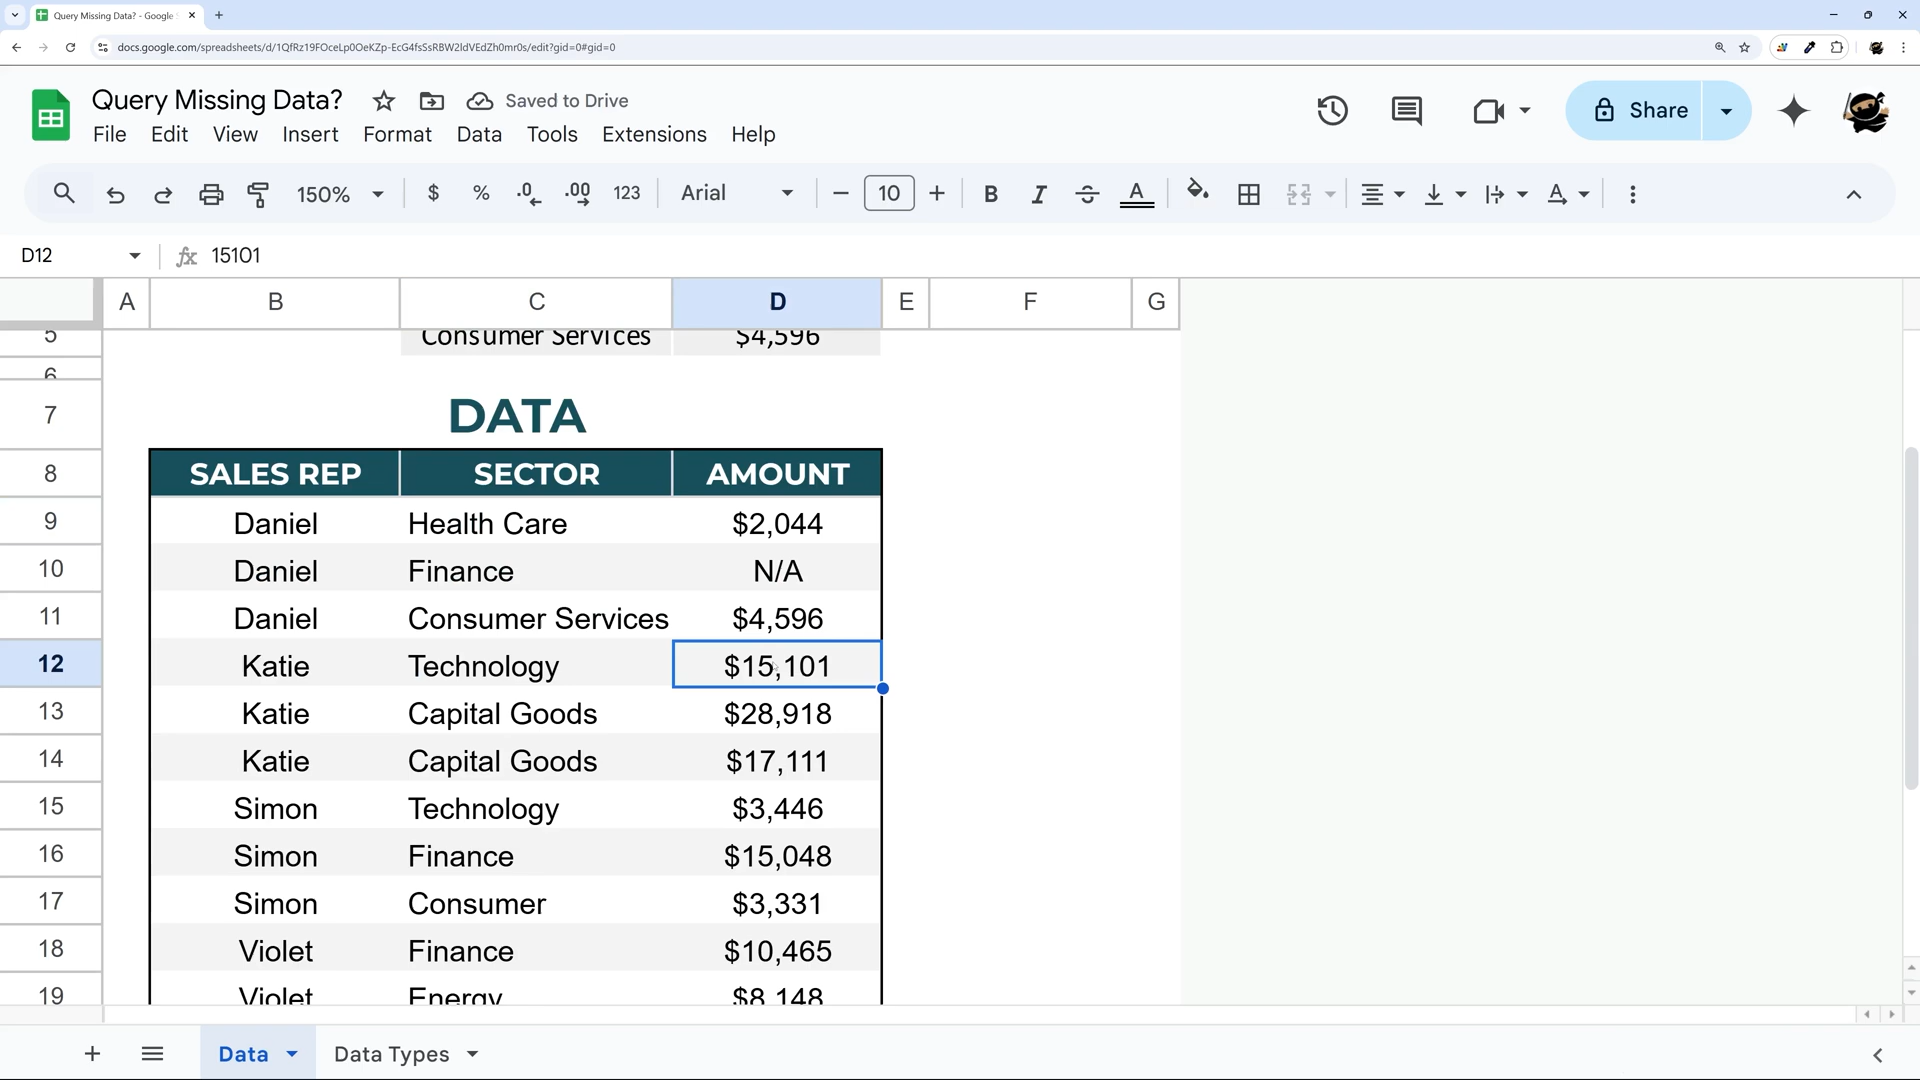 Query Missing Data? - Google
docs.google.com/spreadsheets/d/1QfRz19FOceLp0OeKZp-EcG4fsSsRBW2IdVEdZh0mr0s/edit?gid=0#gid=0
Query Missing Data? Saved to Drive
File Edit View Insert Format Data Tools Extensions Help
Share
150% $ % .0 .00 123 Arial 10 B I S A A
D12 fx 15101
A B C D E F G
5 Consumer Services $4,596
6
7 DATA
8 SALES REP SECTOR AMOUNT
9 Daniel Health Care $2,044
10 Daniel Finance N/A
11 Daniel Consumer Services $4,596
12 Katie Technology $15,101
13 Katie Capital Goods $28,918
14 Katie Capital Goods $17,111
15 Simon Technology $3,446
16 Simon Finance $15,048
17 Simon Consumer $3,331
18 Violet Finance $10,465
19 Violet Energy $8,148
Data Data Types